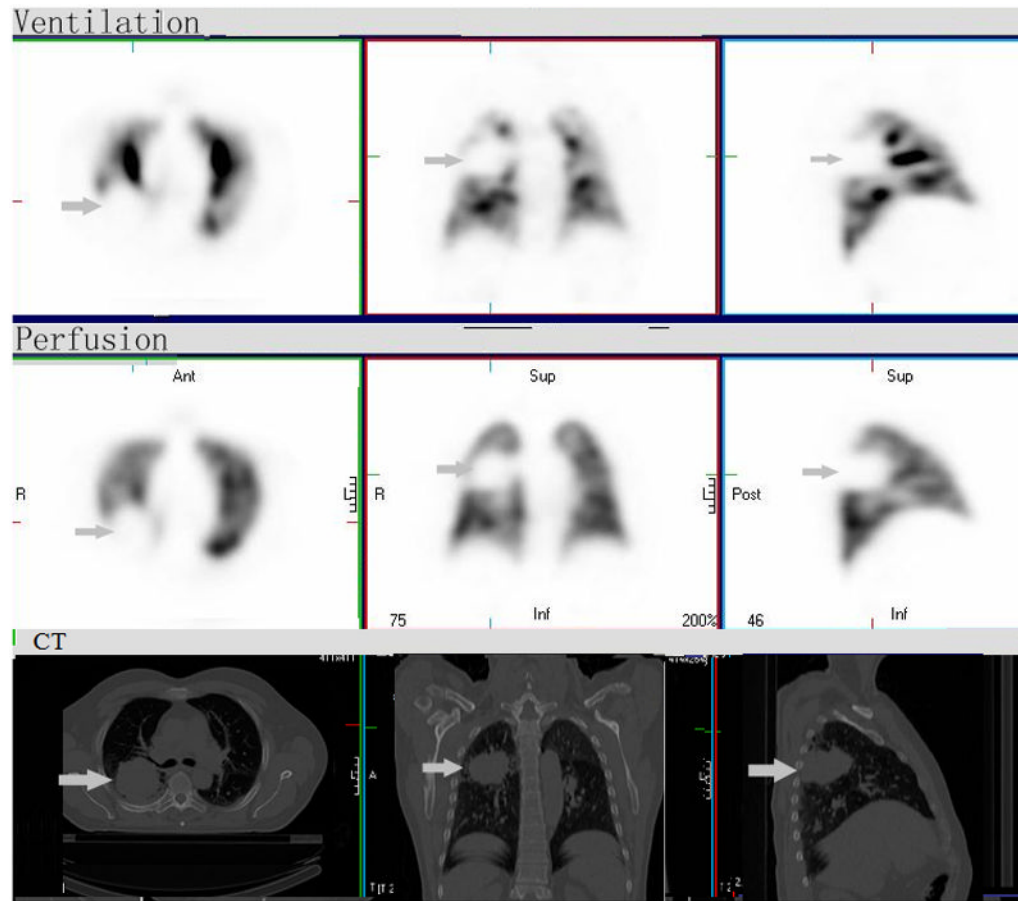 Ventilation
Perfusion
Ant
Sup
Sup
R
L
R
L
Post
75
Inf
200%
46
Inf
CT
A